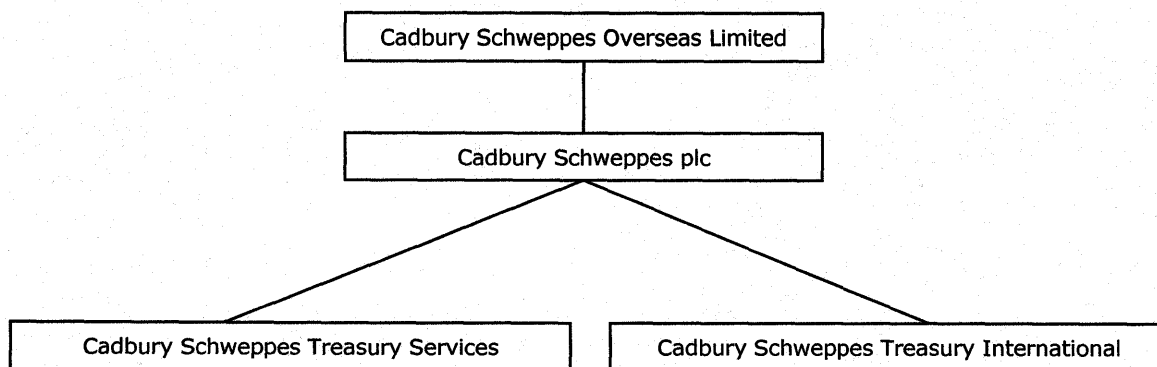 Cadbury Schweppes Overseas Limited
Cadbury Schweppes plc
Cadbury Schweppes Treasury Services
Cadbury Schweppes Treasury International